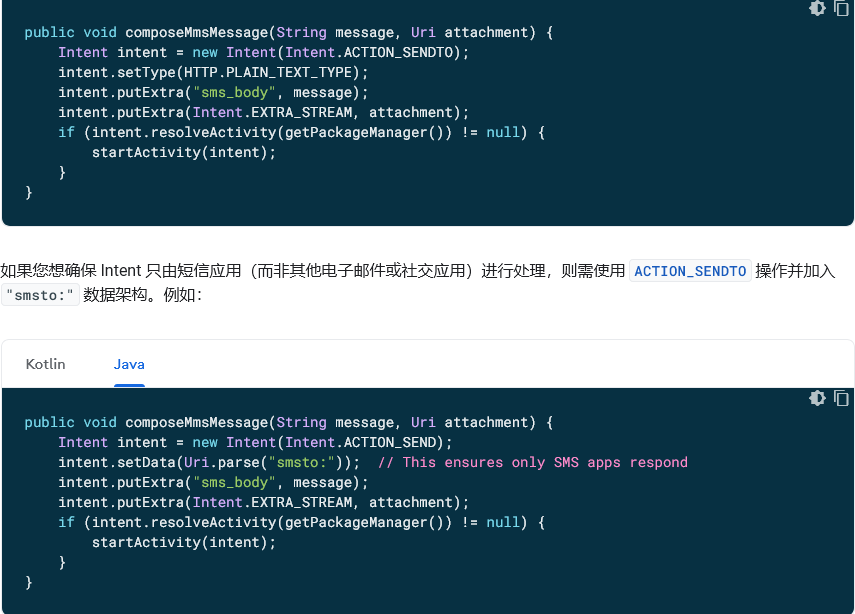 public void composeMmsMessage(String message, Uri attachment) {
    Intent intent = new Intent(Intent.ACTION_SENDTO);
    intent.setType(HTTP.PLAIN_TEXT_TYPE);
    intent.putExtra("sms_body", message);
    intent.putExtra(Intent.EXTRA_STREAM, attachment);
    if (intent.resolveActivity(getPackageManager()) != null) {
        startActivity(intent);
    }
}
如果您想确保 Intent 只由短信应用（而非其他电子邮件或社交应用）进行处理，则需使用 ACTION_SENDTO 操作并加入
"smsto:" 数据架构。例如：
Kotlin Java
public void composeMmsMessage(String message, Uri attachment) {
    Intent intent = new Intent(Intent.ACTION_SEND);
    intent.setData(Uri.parse("smsto:"));  // This ensures only SMS apps respond
    intent.putExtra("sms_body", message);
    intent.putExtra(Intent.EXTRA_STREAM, attachment);
    if (intent.resolveActivity(getPackageManager()) != null) {
        startActivity(intent);
    }
}